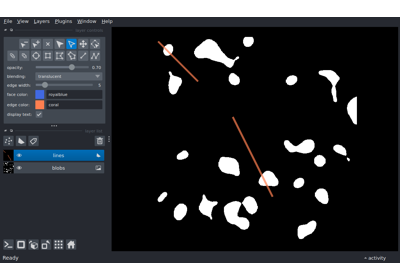 File View Layers Plugins Window Help
opacity: 0.70
blending: translucent
edge width: 5
face color: royalblue
edge color: coral
display text: ✓
lines
blobs
Ready
activity